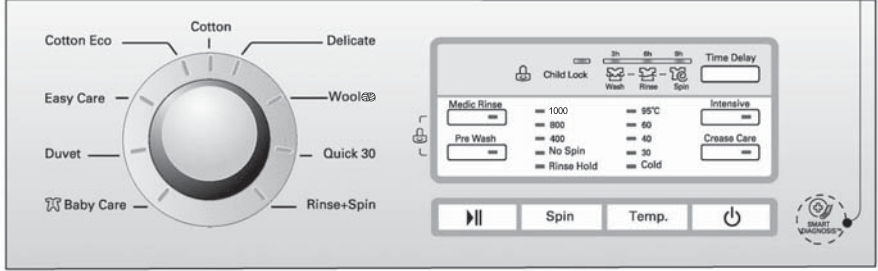 Cotton
Cotton Eco
Delicate
Easy Care
Wool
Duvet
Quick 30
Baby Care
Rinse+Spin
3h 6h 9h
Child Lock
Wash Rinse Spin
Time Delay
Medic Rinse
Pre Wash
1000
800
400
No Spin
Rinse Hold
95°C
60
40
30
Cold
Intensive
Crease Care
Spin
Temp.
SMART
DIAGNOSIS